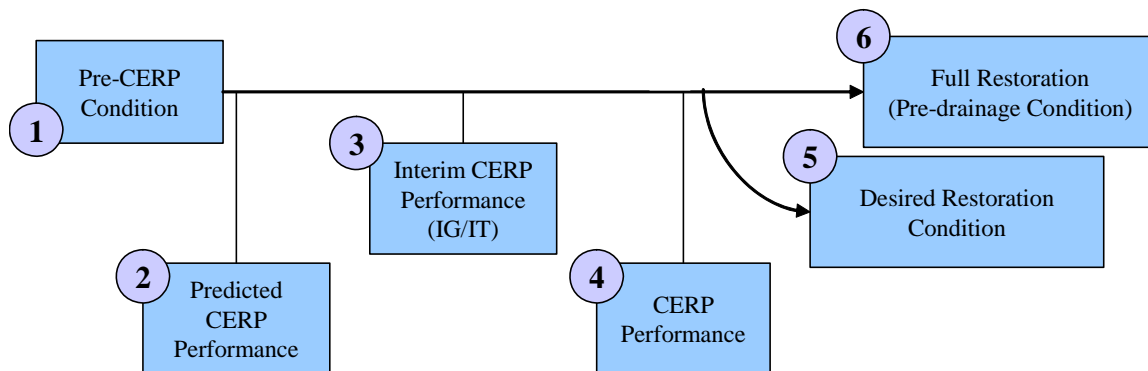 1
Pre-CERP
Condition
2
Predicted
CERP
Performance
3
Interim CERP
Performance
(IG/IT)
4
CERP
Performance
5
Desired Restoration
Condition
6
Full Restoration
(Pre-drainage Condition)